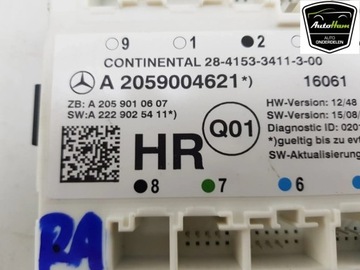 AutoHam
AUTO-ONDERDELEN
9 1 2
CONTINENTAL 28-4153-3411-3-00
A 2059004621*) 16061
ZB: A 205 901 06 07
SW:A 222 902 54 11*)
HW-Version: 12/48
SW-Version: 15/08/
Diagnostic ID: 020
*)gueltig bis zu evt
SW-Aktualisierung
HR
Q01
8 7 6